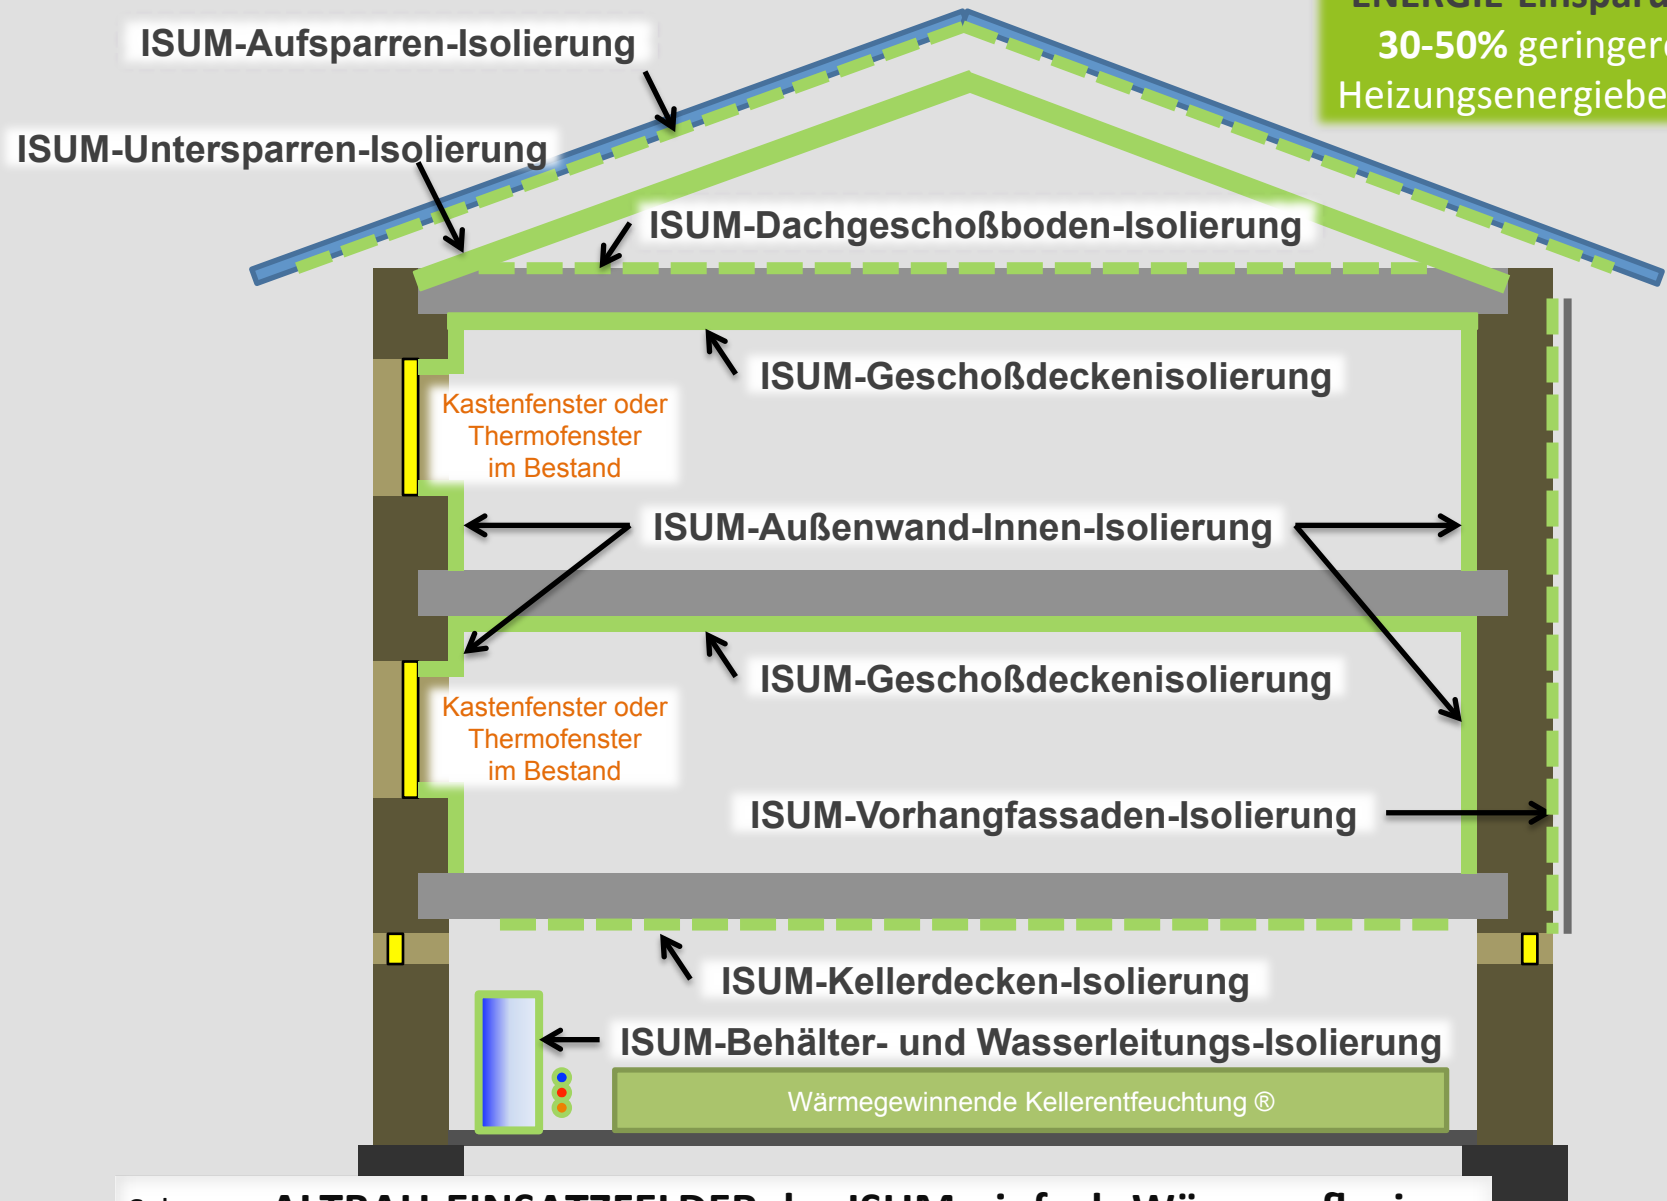 ISUM-Aufsparren-Isolierung
30-50%
ISUM-Untersparren-Isolierung
ISUM-Dachgeschoßboden-Isolierung
ISUM-Geschoßdeckenisolierung
Kastenfenster oder
Thermofenster
im Bestand
ISUM-Außenwand-Innen-Isolierung
ISUM-Geschoßdeckenisolierung
Kastenfenster oder
Thermofenster
im Bestand
ISUM-Vorhangfassaden-Isolierung
ISUM-Kellerdecken-Isolierung
ISUM-Behälter- und Wasserleitungs-Isolierung
Wärmegewinnende Kellerentfeuchtung ®